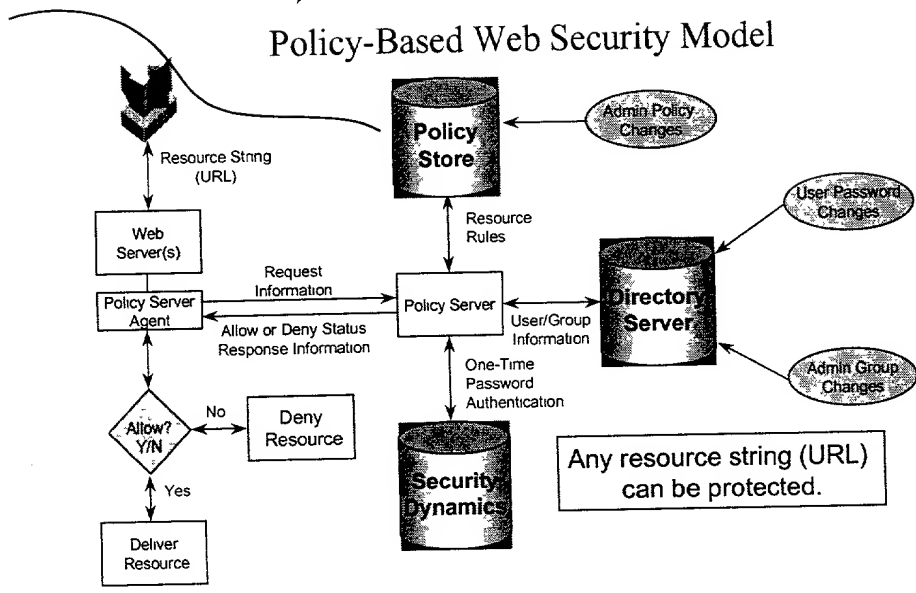 Policy-Based Web Security Model
Resource String
(URL)
Policy
Store
Admin Policy
Changes
User Password
Changes
Web
Server(s)
Resource
Rules
Request
Information
Policy Server
Agent
Policy Server
Directory
Server
Allow or Deny Status
Response Information
User/Group
Information
One-Time
Password
Authentication
Admin Group
Changes
Allow?
Y/N
No
Deny
Resource
Yes
Security
Dynamics
Any resource string (URL)
can be protected.
Deliver
Resource